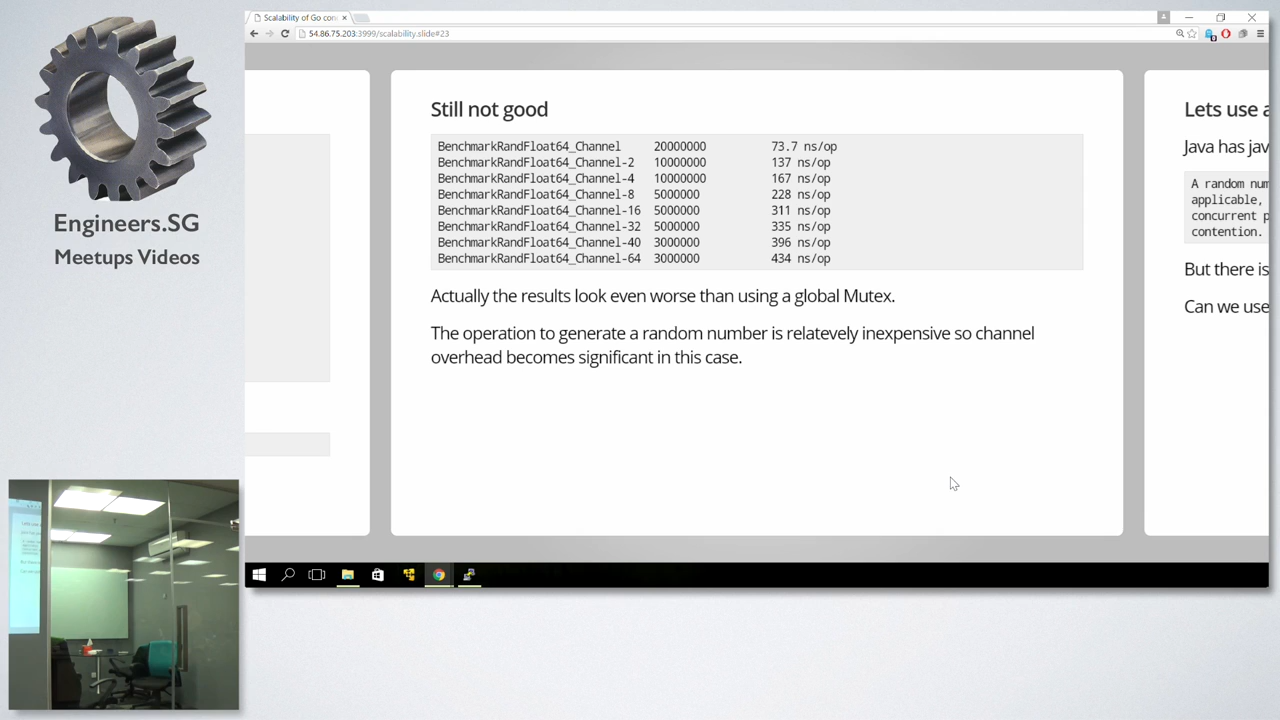 Engineers.SG
Meetups Videos
Scalability of Go con
54.86.75.203:3999/scalability.slide#23
Still not good
BenchmarkRandFloat64_Channel 20000000 73.7 ns/op
BenchmarkRandFloat64_Channel-2 10000000 137 ns/op
BenchmarkRandFloat64_Channel-4 10000000 167 ns/op
BenchmarkRandFloat64_Channel-8 5000000 228 ns/op
BenchmarkRandFloat64_Channel-16 5000000 311 ns/op
BenchmarkRandFloat64_Channel-32 5000000 335 ns/op
BenchmarkRandFloat64_Channel-40 3000000 396 ns/op
BenchmarkRandFloat64_Channel-64 3000000 434 ns/op
Actually the results look even worse than using a global Mutex.
The operation to generate a random number is relatevely inexpensive so channel
overhead becomes significant in this case.
Lets use a
Java has jav
A random num
applicable,
concurrent p
contention.
But there is
Can we use